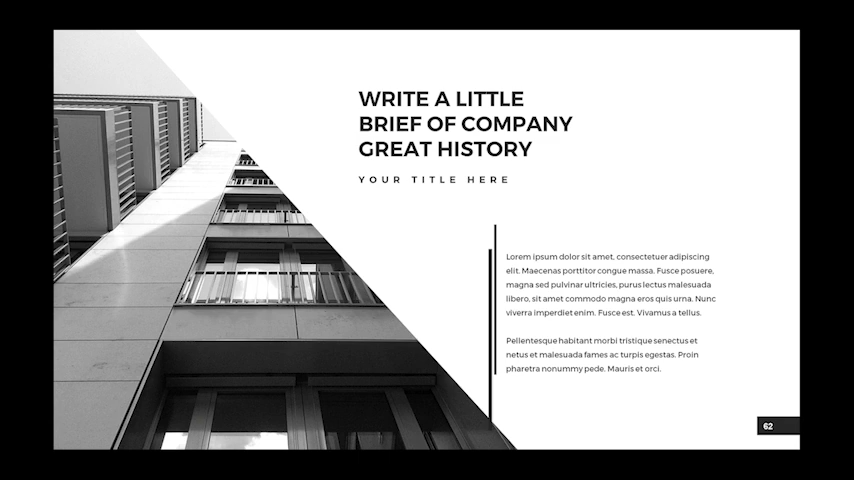 WRITE A LITTLE
BRIEF OF COMPANY
GREAT HISTORY
YOUR TITLE HERE
Lorem ipsum dolor sit amet, consectetuer adipiscing
elit. Maecenas porttitor congue massa. Fusce posuere,
magna sed pulvinar ultricies, purus lectus malesuada
libero, sit amet commodo magna eros quis urna. Nunc
viverra imperdiet enim. Fusce est. Vivamus a tellus.
Pellentesque habitant morbi tristique senectus et
netus et malesuada fames ac turpis egestas. Proin
pharetra nonummy pede. Mauris et orci.
62